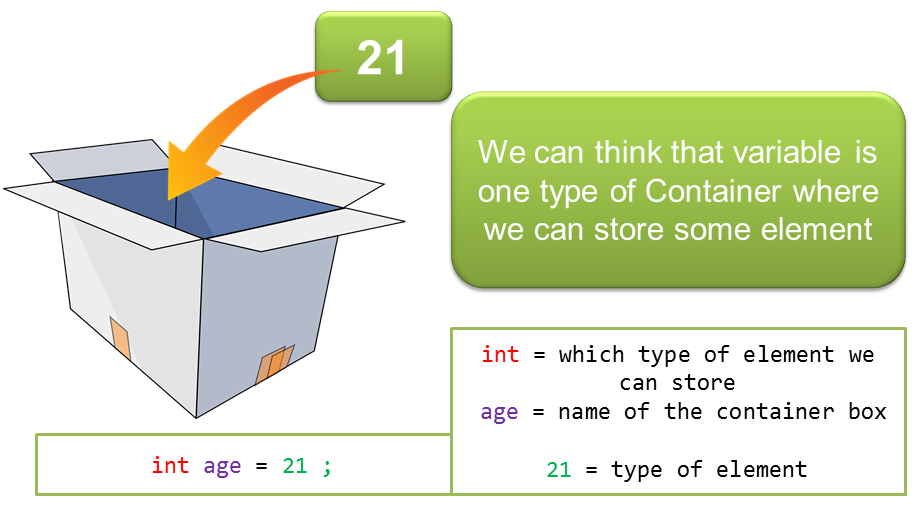 21
We can think that variable is
one type of Container where
we can store some element
int = which type of element we
can store
age = name of the container box
21 = type of element
int age = 21 ;